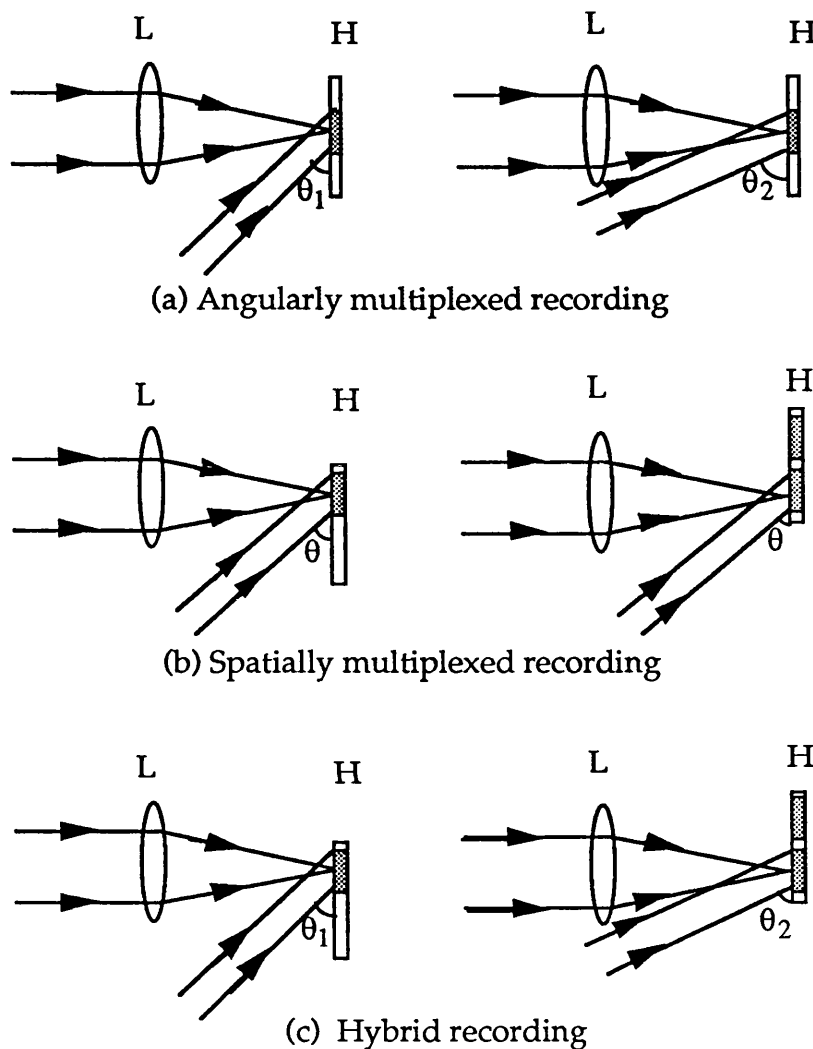 L H L H
θ1 θ2
(a) Angularly multiplexed recording
L H L H
θ θ
(b) Spatially multiplexed recording
L H L H
θ1 θ2
(c) Hybrid recording